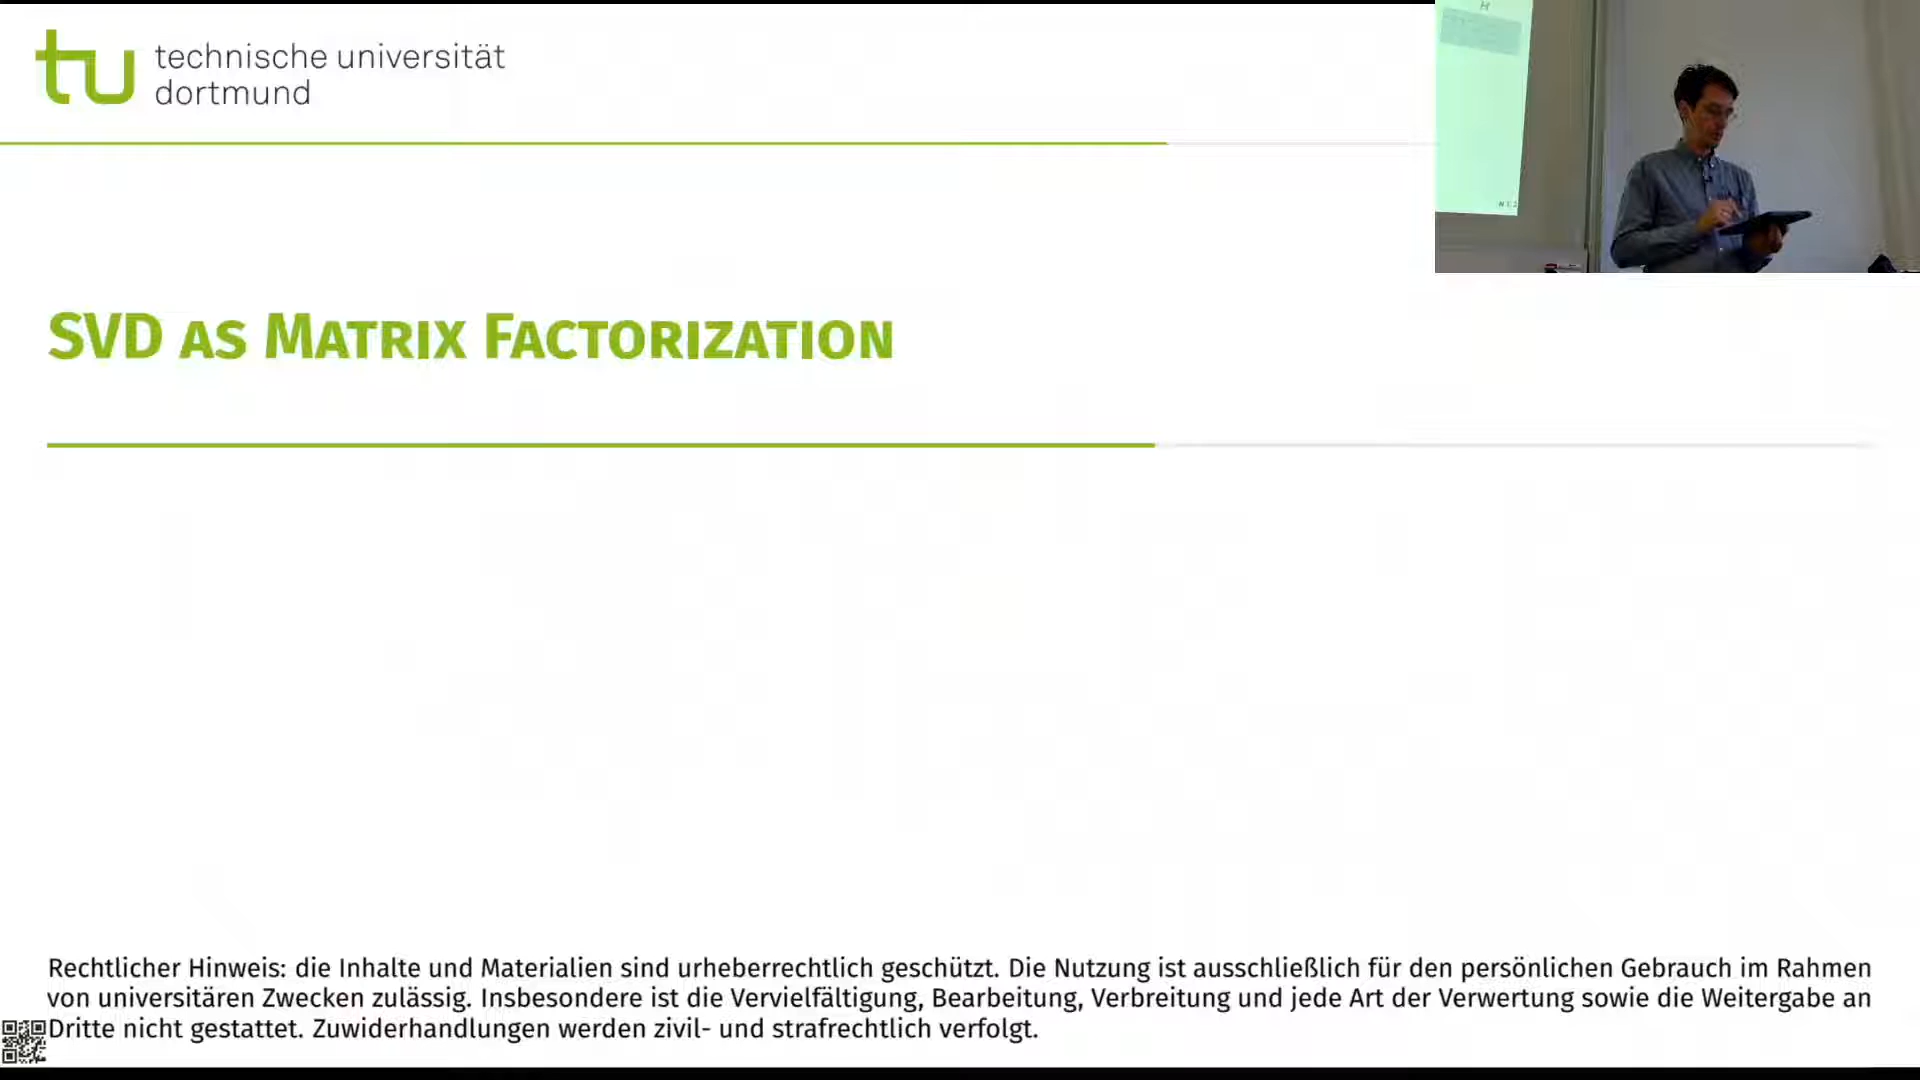 technische universität
dortmund
SVD as Matrix Factorization
Rechtlicher Hinweis: die Inhalte und Materialien sind urheberrechtlich geschützt. Die Nutzung ist ausschließlich für den persönlichen Gebrauch im Rahmen
von universitären Zwecken zulässig. Insbesondere ist die Vervielfältigung, Bearbeitung, Verbreitung und jede Art der Verwertung sowie die Weitergabe an
Dritte nicht gestattet. Zuwiderhandlungen werden zivil- und strafrechtlich verfolgt.